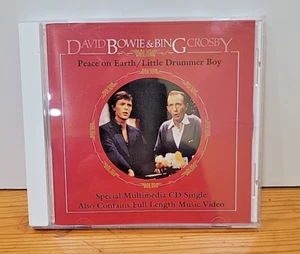 DAVID BOWIE & BING CROSBY
Peace on Earth/Little Drummer Boy
Special Multimedia CD Single
Also Contains Full Length Music Video